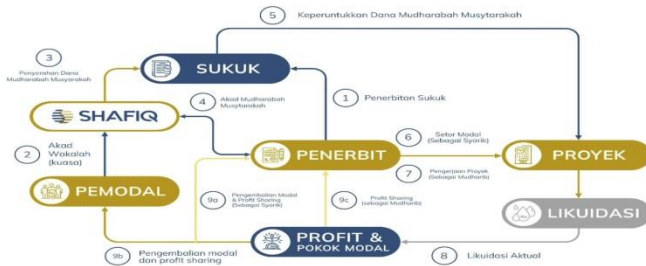 5 Keperuntukkan Dana Mudharabah Musytarakah
3
Penyerahan Dana
Mudharabah Musyarakah
SUKUK
SHAFIQ
4
Akad Mudharabah
Musytarakah
1 Penerbitan Sukuk
2
Akad
Wakalah
(kuasa)
PENERBIT
6 Setor Modal
(Sebagai Syarik)
7 Pengerjaan Proyek
(Sebagai Mudharib)
PROYEK
PEMODAL
9a
Pengembalian Modal
& Profit Sharing
(Sebagai Syarik)
9c
Profit Sharing
(sebagai Mudharib)
LIKUIDASI
9b
Pengembalian modal
dan profit sharing
PROFIT &
POKOK MODAL
8 Likuidasi Aktual